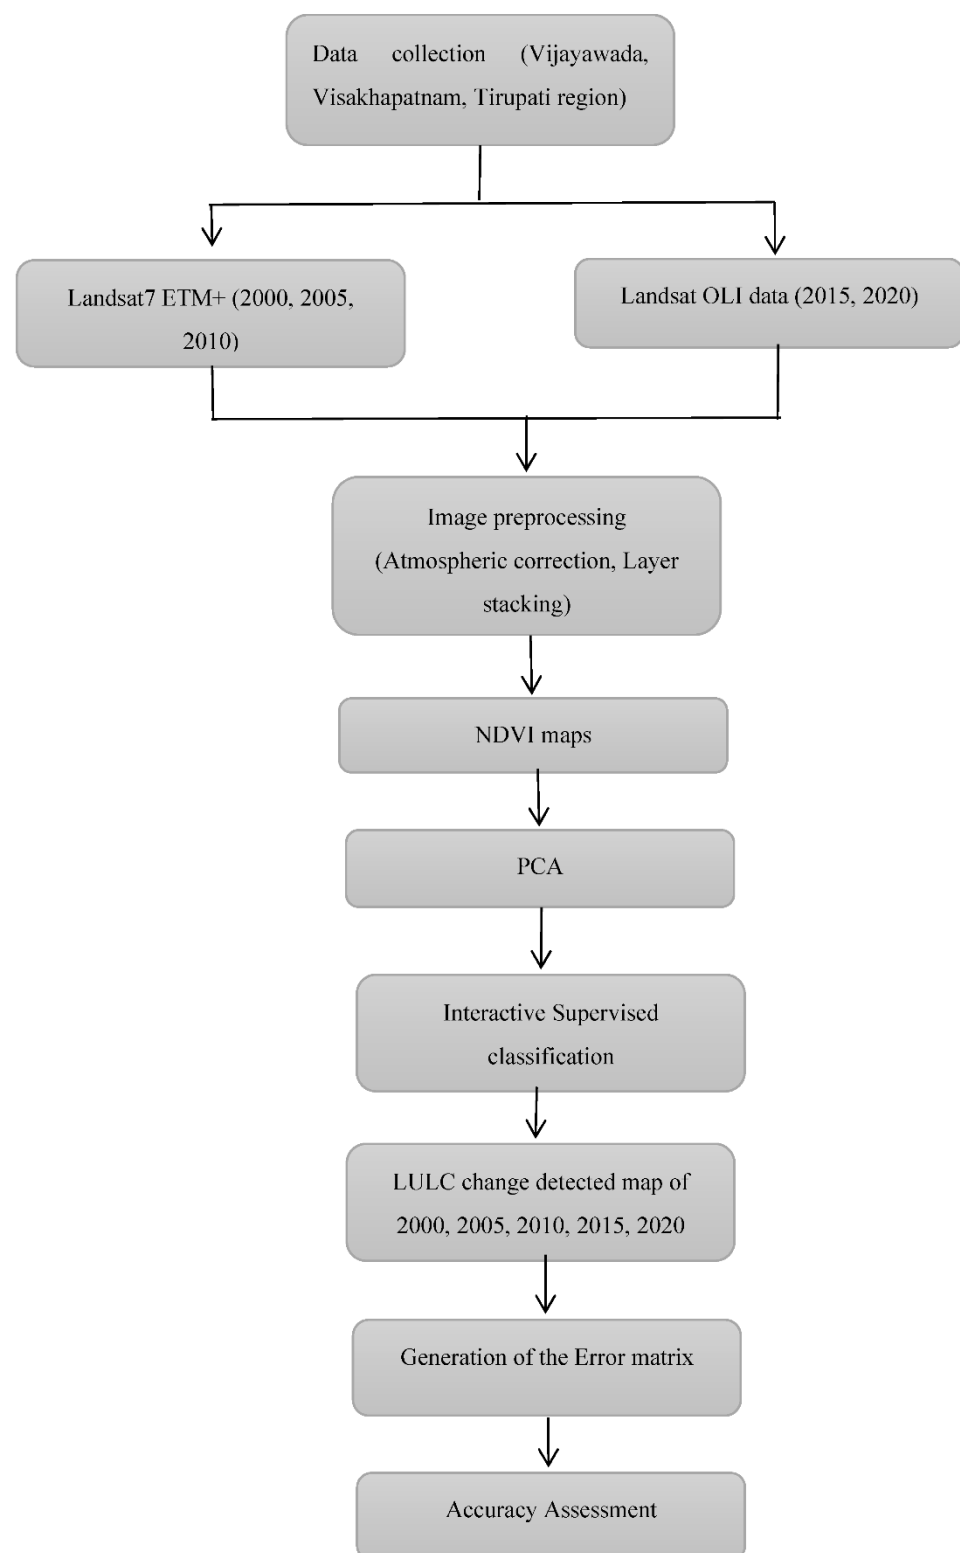 Data collection (Vijayawada,
Visakhapatnam, Tirupati region)
Landsat7 ETM+ (2000, 2005,
2010)
Landsat OLI data (2015, 2020)
Image preprocessing
(Atmospheric correction, Layer
stacking)
NDVI maps
PCA
Interactive Supervised
classification
LULC change detected map of
2000, 2005, 2010, 2015, 2020
Generation of the Error matrix
Accuracy Assessment